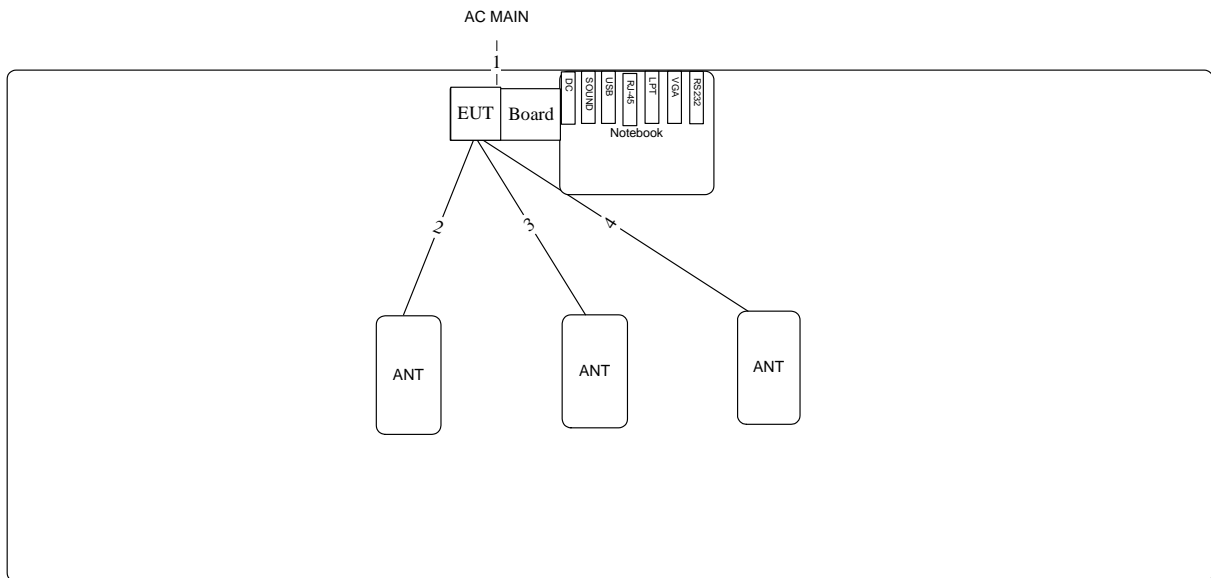 AC MAIN
1
EUT
Board
DC
SOUND
USB
RJ-45
LPT
VGA
RS232
Notebook
2
3
4
ANT
ANT
ANT